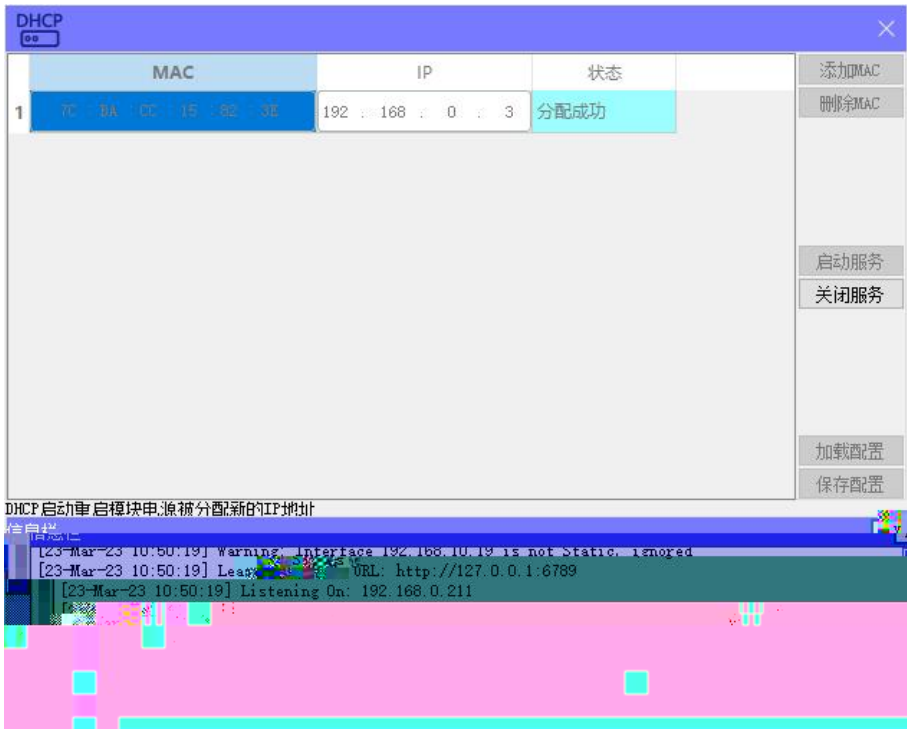 DHCP
MAC IP 状态
添加MAC
删除MAC
1 7C : BA : CC : 15 : 82 : 3E 192 . 168 . 0 . 3 分配成功
启动服务
关闭服务
加载配置
保存配置
DHCP启动重启模块电源被分配新的IP地址
信息栏
[23-Mar-23 10:50:19] Warning: Interface 192.168.10.19 is not Static, ignored
[23-Mar-23 10:50:19] URL: http://127.0.0.1:6789
[23-Mar-23 10:50:19] Listening On: 192.168.0.211